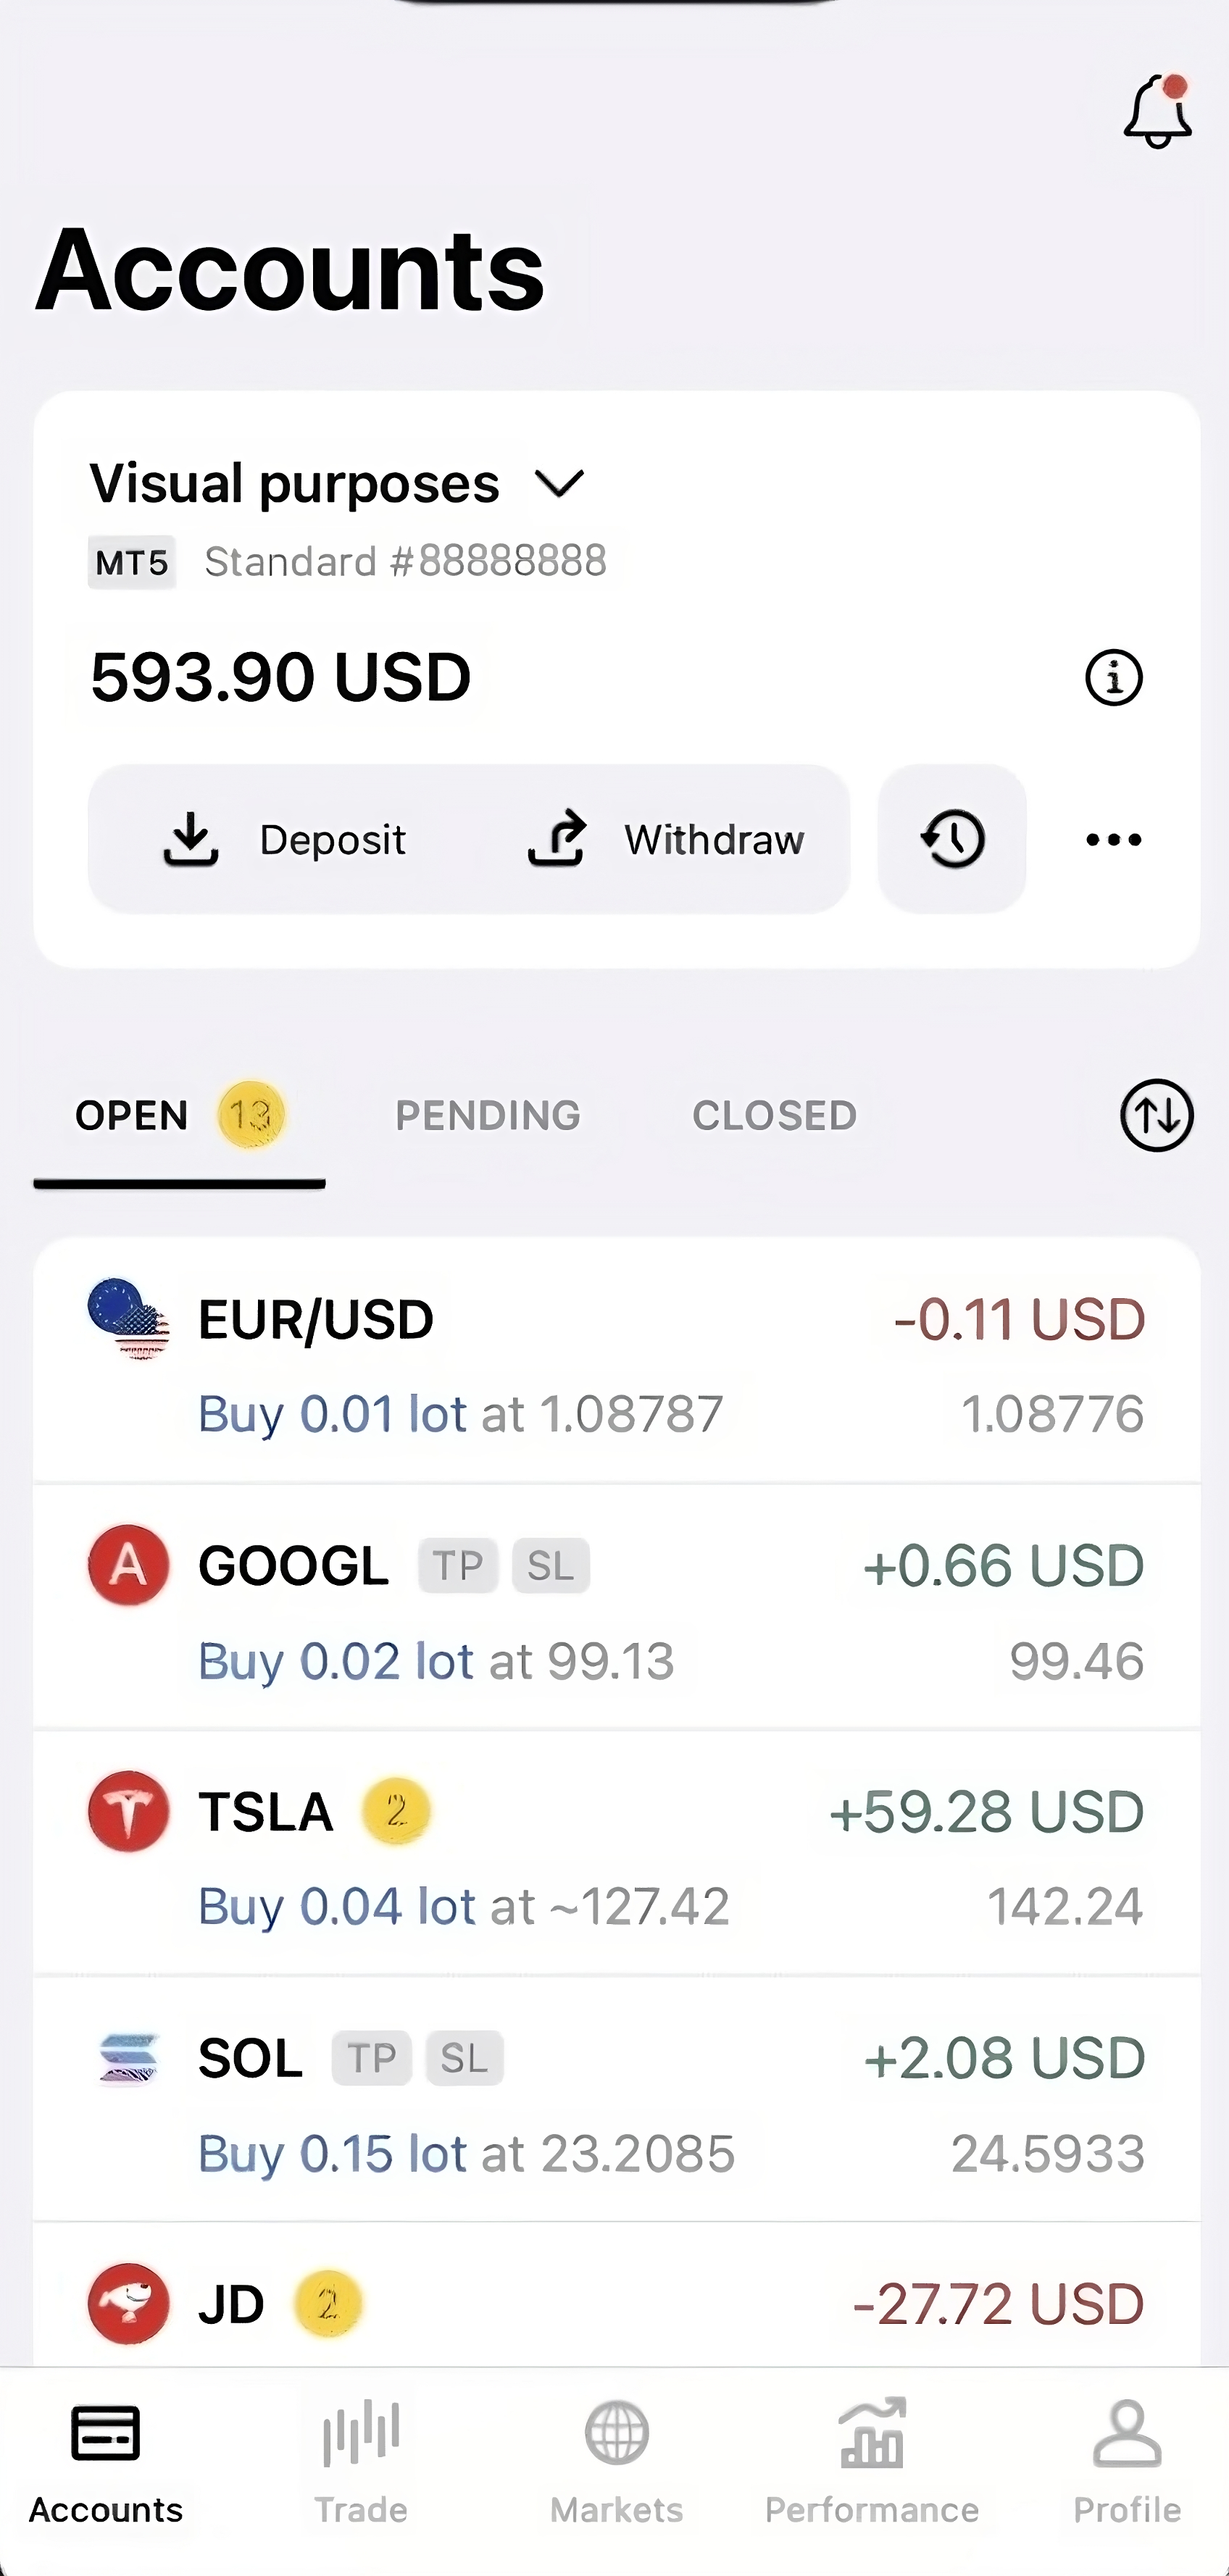 Accounts
Visual purposes
MT5 Standard #88888888
593.90 USD
Deposit Withdraw
OPEN 13 PENDING CLOSED
EUR/USD -0.11 USD
Buy 0.01 lot at 1.08787 1.08776
A GOOGL TP SL +0.66 USD
Buy 0.02 lot at 99.13 99.46
TSLA 2 +59.28 USD
Buy 0.04 lot at ~127.42 142.24
SOL TP SL +2.08 USD
Buy 0.15 lot at 23.2085 24.5933
JD 2 -27.72 USD
Accounts Trade Markets Performance Profile